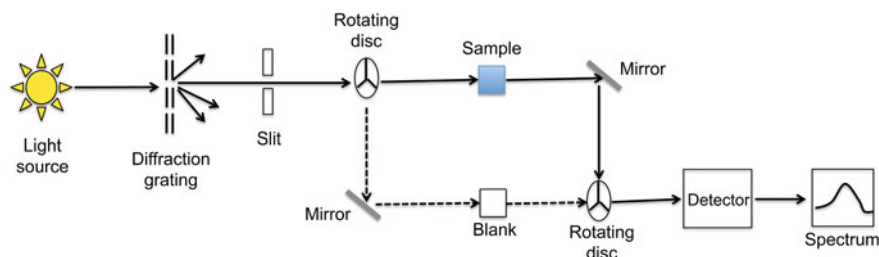 Light
source
Diffraction
grating
Slit
Rotating
disc
Sample
Mirror
Mirror
Blank
Rotating
disc
Detector
Spectrum